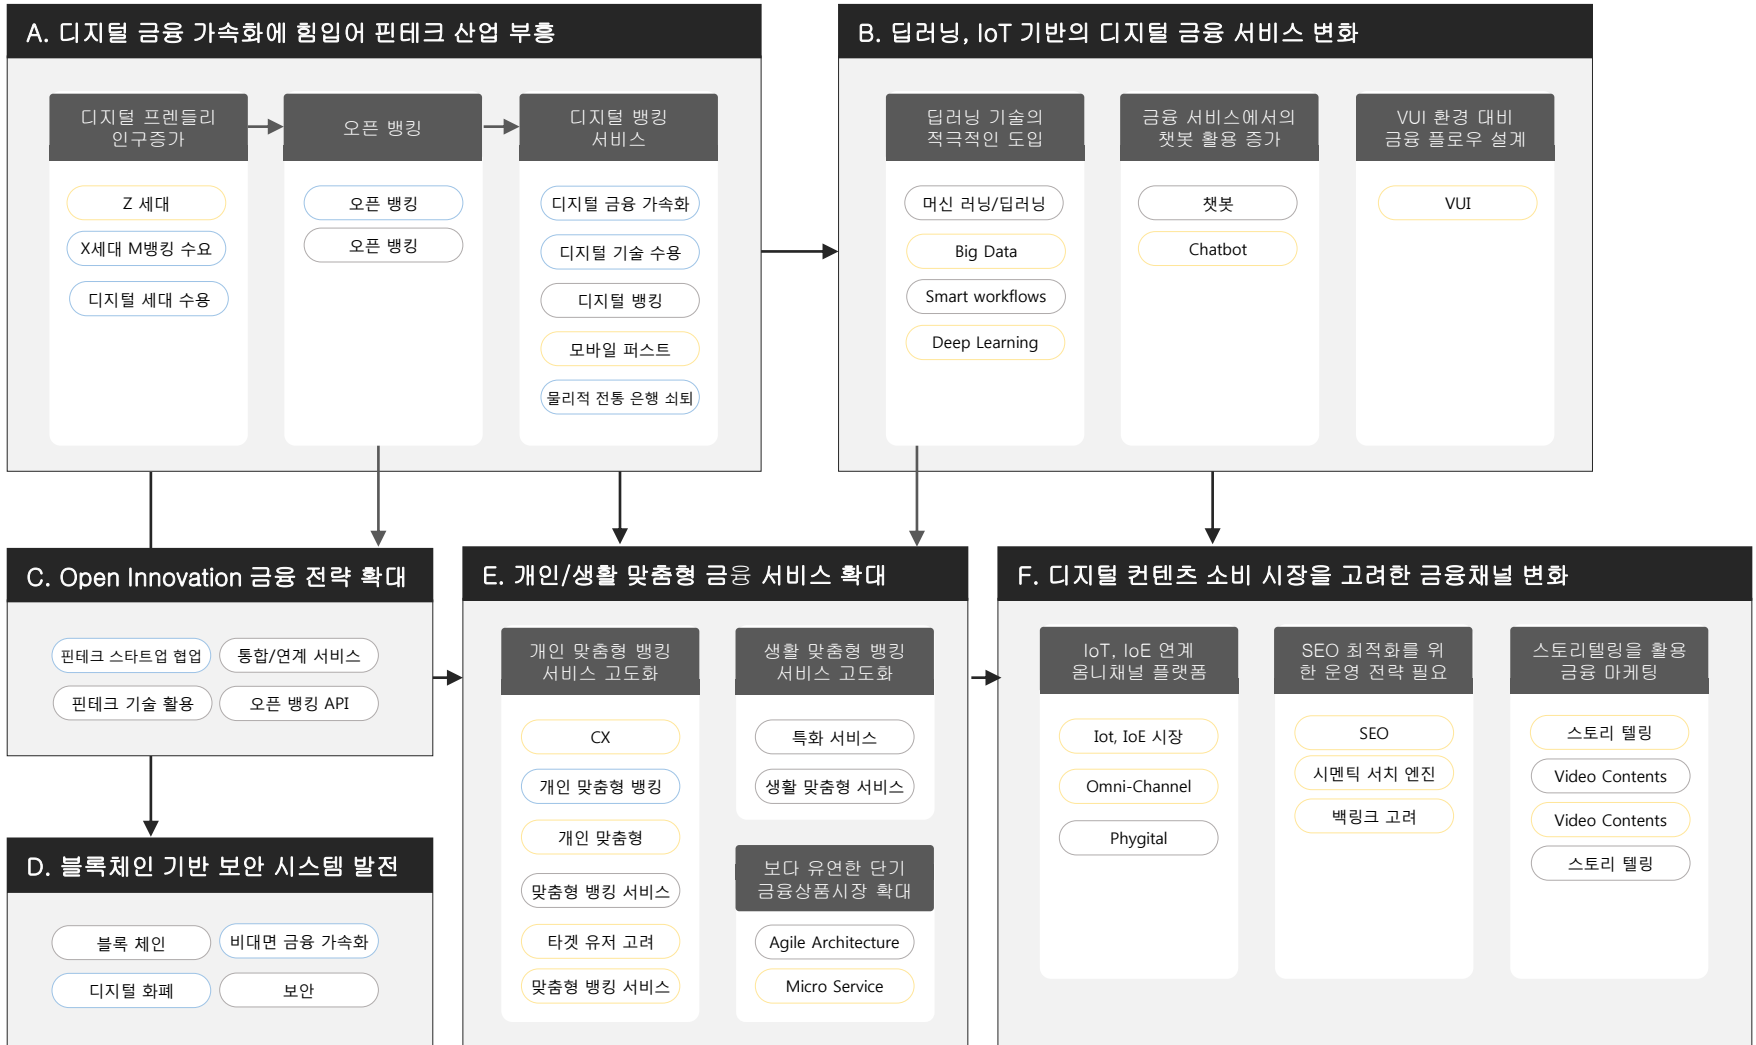 A. 디지털 금융 가속화에 힘입어 핀테크 산업 부흥
디지털 프렌들리
인구증가
Z 세대
X세대 M뱅킹 수요
디지털 세대 수용
오픈 뱅킹
오픈 뱅킹
오픈 뱅킹
디지털 뱅킹
서비스
디지털 금융 가속화
디지털 기술 수용
디지털 뱅킹
모바일 퍼스트
물리적 전통 은행 쇠퇴
B. 딥러닝, IoT 기반의 디지털 금융 서비스 변화
딥러닝 기술의
적극적인 도입
머신 러닝/딥러닝
Big Data
Smart workflows
Deep Learning
금융 서비스에서의
챗봇 활용 증가
챗봇
Chatbot
VUI 환경 대비
금융 플로우 설계
VUI
C. Open Innovation 금융 전략 확대
핀테크 스타트업 협업
통합/연계 서비스
핀테크 기술 활용
오픈 뱅킹 API
D. 블록체인 기반 보안 시스템 발전
블록 체인
비대면 금융 가속화
디지털 화폐
보안
E. 개인/생활 맞춤형 금융 서비스 확대
개인 맞춤형 뱅킹
서비스 고도화
CX
개인 맞춤형 뱅킹
개인 맞춤형
맞춤형 뱅킹 서비스
타겟 유저 고려
맞춤형 뱅킹 서비스
생활 맞춤형 뱅킹
서비스 고도화
특화 서비스
생활 맞춤형 서비스
보다 유연한 단기
금융상품시장 확대
Agile Architecture
Micro Service
F. 디지털 컨텐츠 소비 시장을 고려한 금융채널 변화
IoT, IoE 연계
옴니채널 플랫폼
Iot, IoE 시장
Omni-Channel
Phygital
SEO 최적화를 위
한 운영 전략 필요
SEO
시멘틱 서치 엔진
백링크 고려
스토리텔링을 활용
금융 마케팅
스토리 텔링
Video Contents
Video Contents
스토리 텔링